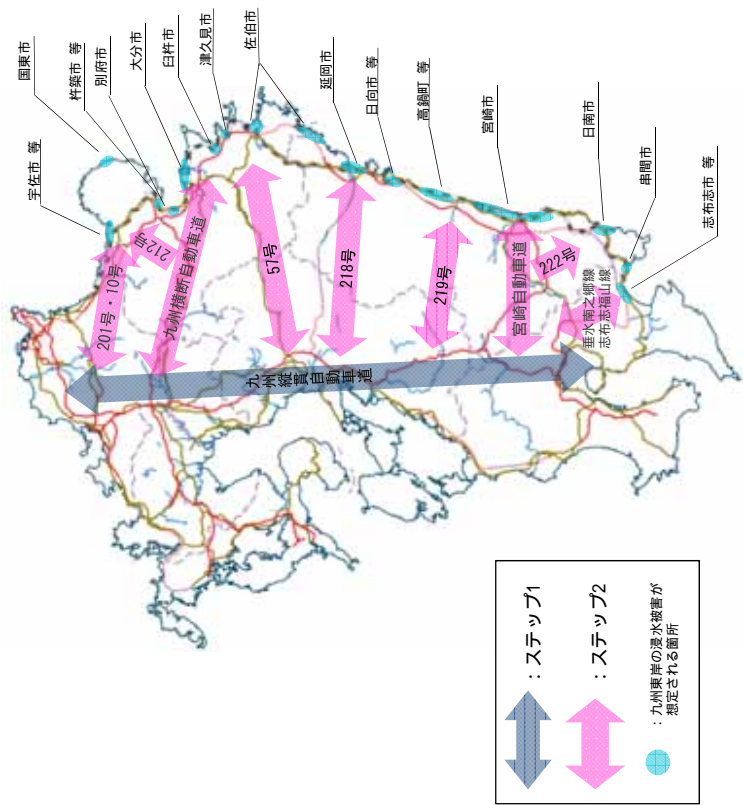 宇佐市 等
国東市
杵築市 等
別府市
大分市
臼杵市
津久見市
佐伯市
延岡市
日向市 等
高鍋町 等
宮崎市
日南市
串間市
志布志市 等
201号・10号
212号
九州横断自動車道
57号
218号
219号
宮崎自動車道
222号
垂水南之郷線
志布志福山線
九州縦貫自動車道
：ステップ1
：ステップ2
：九州東岸の浸水被害が
想定される箇所